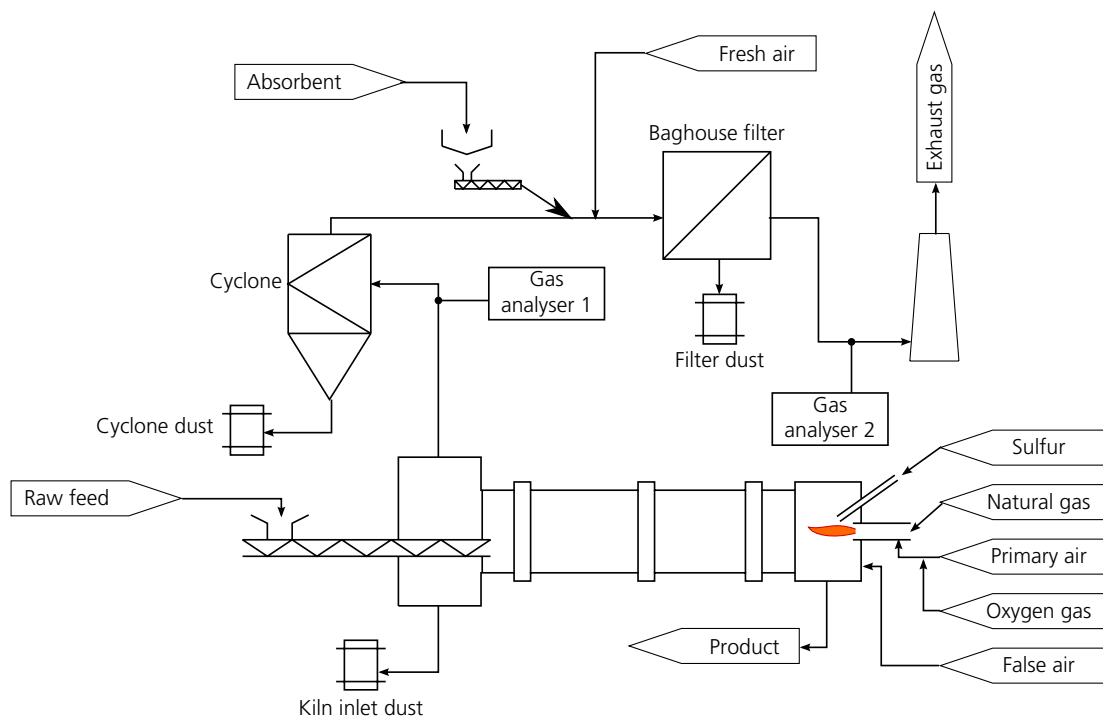 Fresh air
Absorbent
Exhaust gas
Baghouse filter
Cyclone
Gas
analyser 1
Filter dust
Cyclone dust
Gas
analyser 2
Sulfur
Raw feed
Natural gas
Primary air
Oxygen gas
Product
False air
Kiln inlet dust